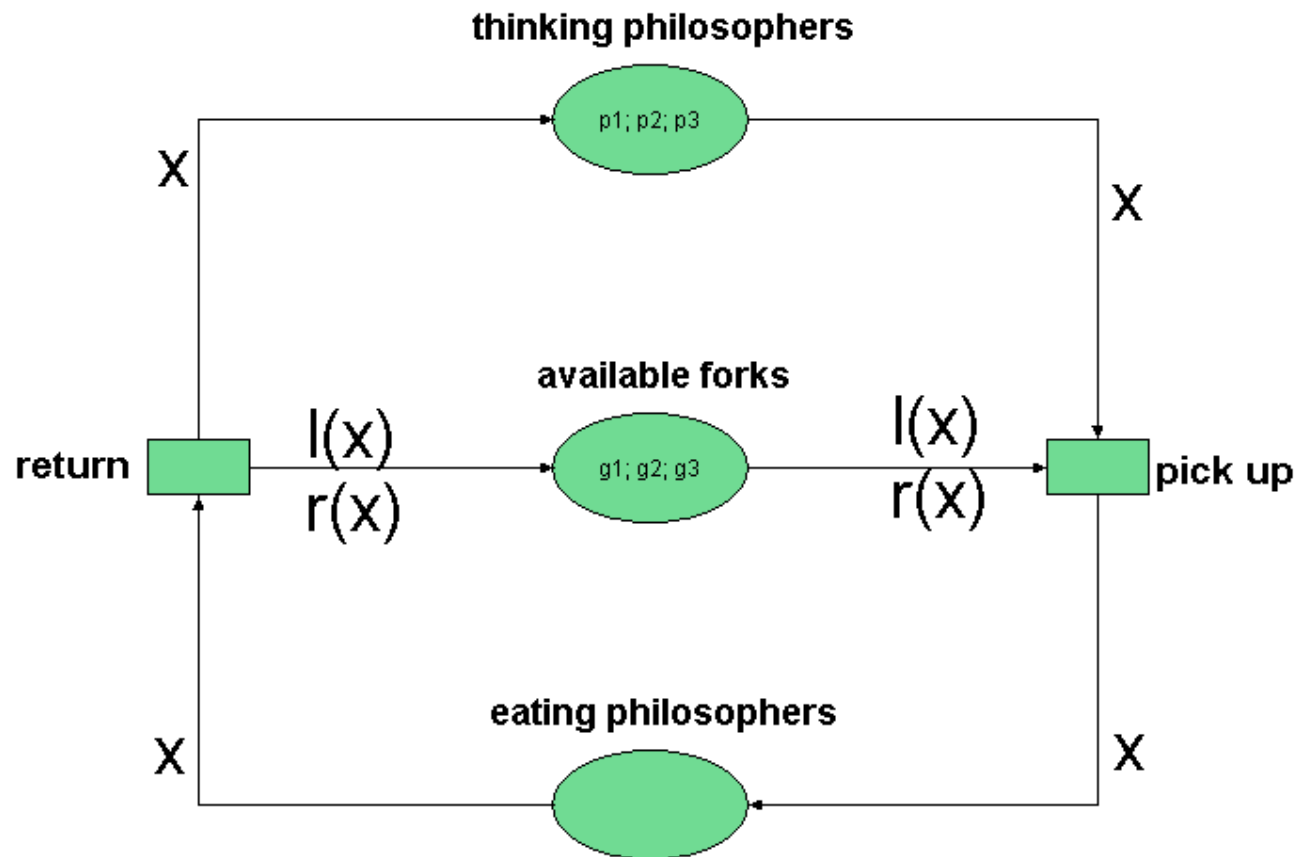 thinking philosophers
p1; p2; p3
X
X
available forks
l(x)
r(x)
l(x)
r(x)
return
g1; g2; g3
pick up
eating philosophers
X
X